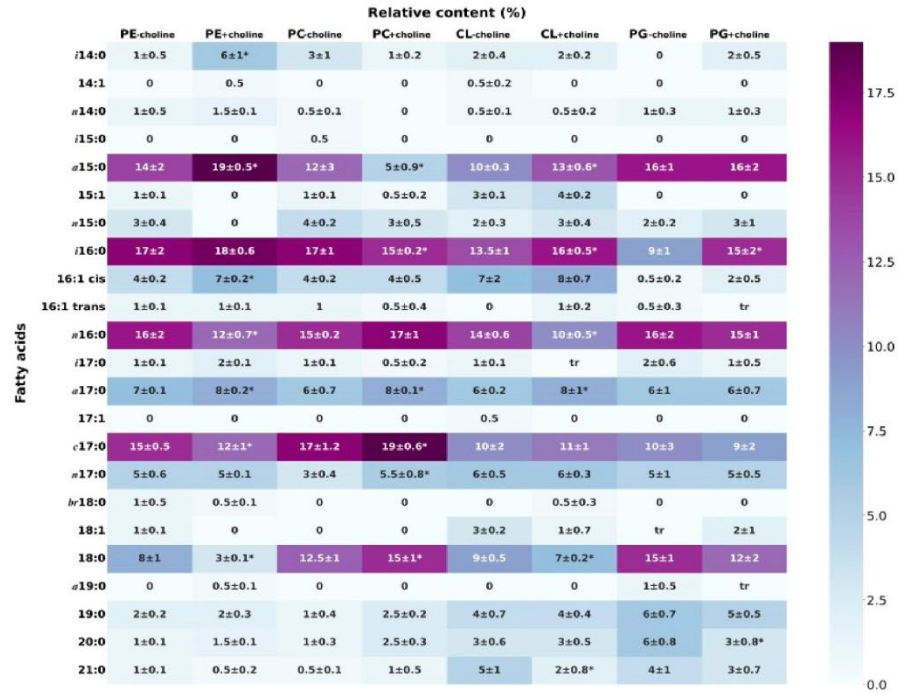 Relative content (%)
PE-choline PE+choline PC-choline PC+choline CL-choline CL+choline PG-choline PG+choline
i14:0 1±0.5 6±1* 3±1 1±0.2 2±0.4 2±0.2 0 2±0.5
14:1 0 0.5 0 0 0.5±0.2 0 0 0
n14:0 1±0.5 1.5±0.1 0.5±0.1 0 0.5±0.1 0.5±0.2 1±0.3 1±0.3
i15:0 0 0 0.5 0 0 0 0 0
a15:0 14±2 19±0.5* 12±3 5±0.9* 10±0.3 13±0.6* 16±1 16±2
15:1 1±0.1 0 1±0.1 0.5±0.2 3±0.1 4±0.2 0 0
n15:0 3±0.4 0 4±0.2 3±0,5 2±0.3 3±0.4 2±0.2 3±1
i16:0 17±2 18±0.6 17±1 15±0.2* 13.5±1 16±0.5* 9±1 15±2*
16:1 cis 4±0.2 7±0.2* 4±0.2 4±0.5 7±2 8±0.7 0.5±0.2 2±0.5
16:1 trans 1±0.1 1±0.1 1 0.5±0.4 0 1±0.2 0.5±0.3 tr
n16:0 16±2 12±0.7* 15±0.2 17±1 14±0.6 10±0.5* 16±2 15±1
i17:0 1±0.1 2±0.1 1±0.1 0.5±0.2 1±0.1 tr 2±0.6 1±0.5
a17:0 7±0.1 8±0.2* 6±0.7 8±0.1* 6±0.2 8±1* 6±1 6±0.7
17:1 0 0 0 0 0.5 0 0 0
c17:0 15±0.5 12±1* 17±1.2 19±0.6* 10±2 11±1 10±3 9±2
n17:0 5±0.6 5±0.1 3±0.4 5.5±0.8* 6±0.5 6±0.3 5±1 5±0.5
br18:0 1±0.5 0.5±0.1 0 0 0 0.5±0.3 0 0
18:1 1±0.1 0 0 0 3±0.2 1±0.7 tr 2±1
18:0 8±1 3±0.1* 12.5±1 15±1* 9±0.5 7±0.2* 15±1 12±2
a19:0 0 0.5±0.1 0 0 0 0 1±0.5 tr
19:0 2±0.2 2±0.3 1±0.4 2.5±0.2 4±0.7 4±0.4 6±0.7 5±0.5
20:0 1±0.1 1.5±0.1 1±0.3 2.5±0.3 3±0.6 3±0.5 6±0.8 3±0.8*
21:0 1±0.1 0.5±0.2 0.5±0.1 1±0.5 5±1 2±0.8* 4±1 3±0.7
Fatty acids
17.5
15.0
12.5
10.0
7.5
5.0
2.5
0.0